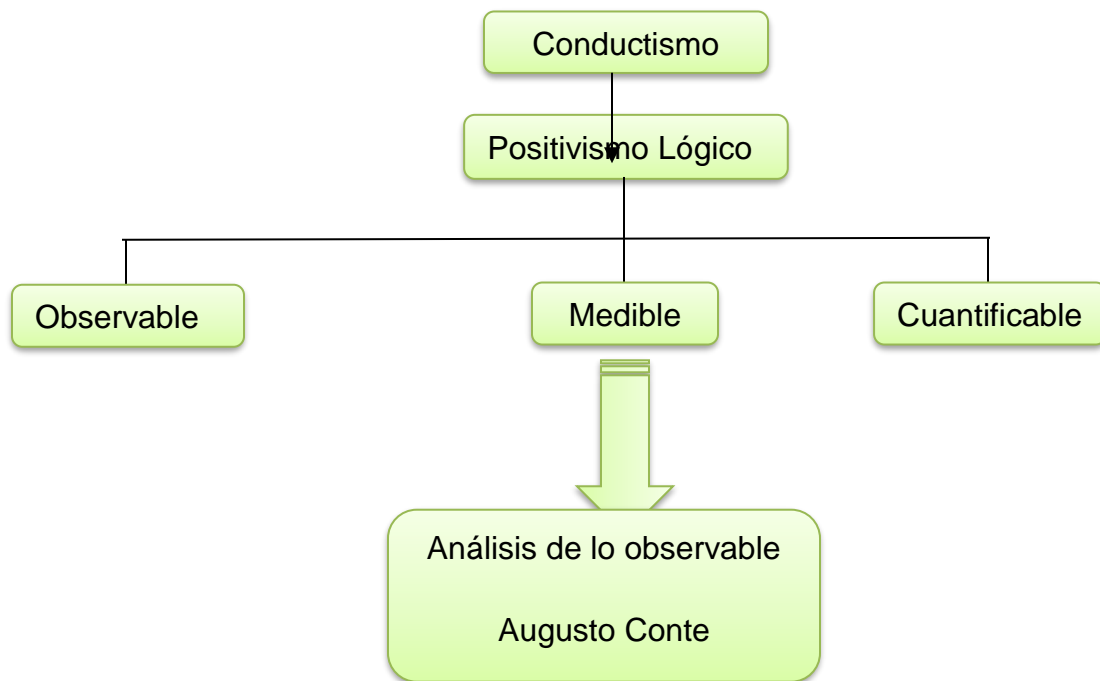 Conductismo
Positivismo Lógico
Observable
Medible
Cuantificable
Análisis de lo observable
Augusto Conte